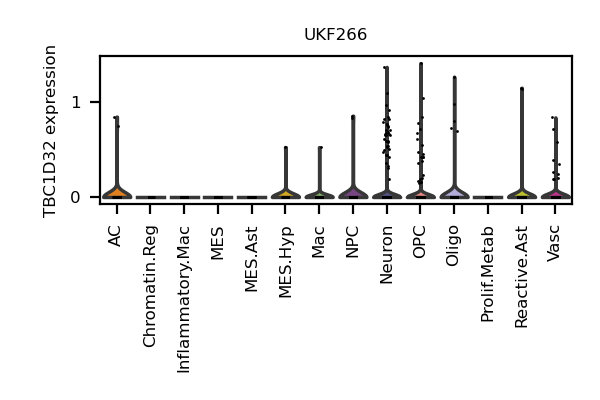 UKF266
TBC1D32 expression
1
0
AC
Chromatin.Reg
Inflammatory.Mac
MES
MES.Ast
MES.Hyp
Mac
NPC
Neuron
OPC
Oligo
Prolif.Metab
Reactive.Ast
Vasc